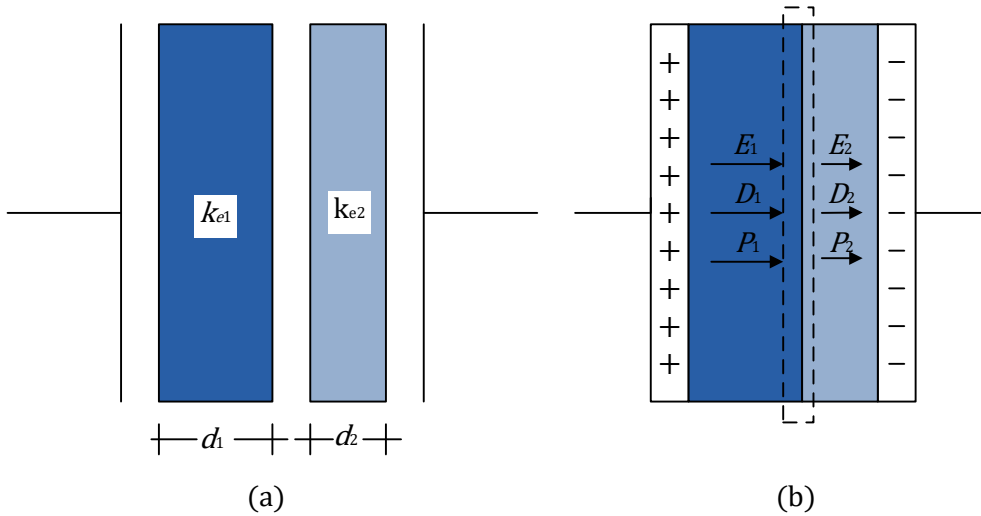 kₑ₁
kₑ₂
d₁
d₂
(a)
+
+
+
+
+
+
+
+
+
E₁
D₁
P₁
E₂
D₂
P₂
−
−
−
−
−
−
−
−
−
(b)